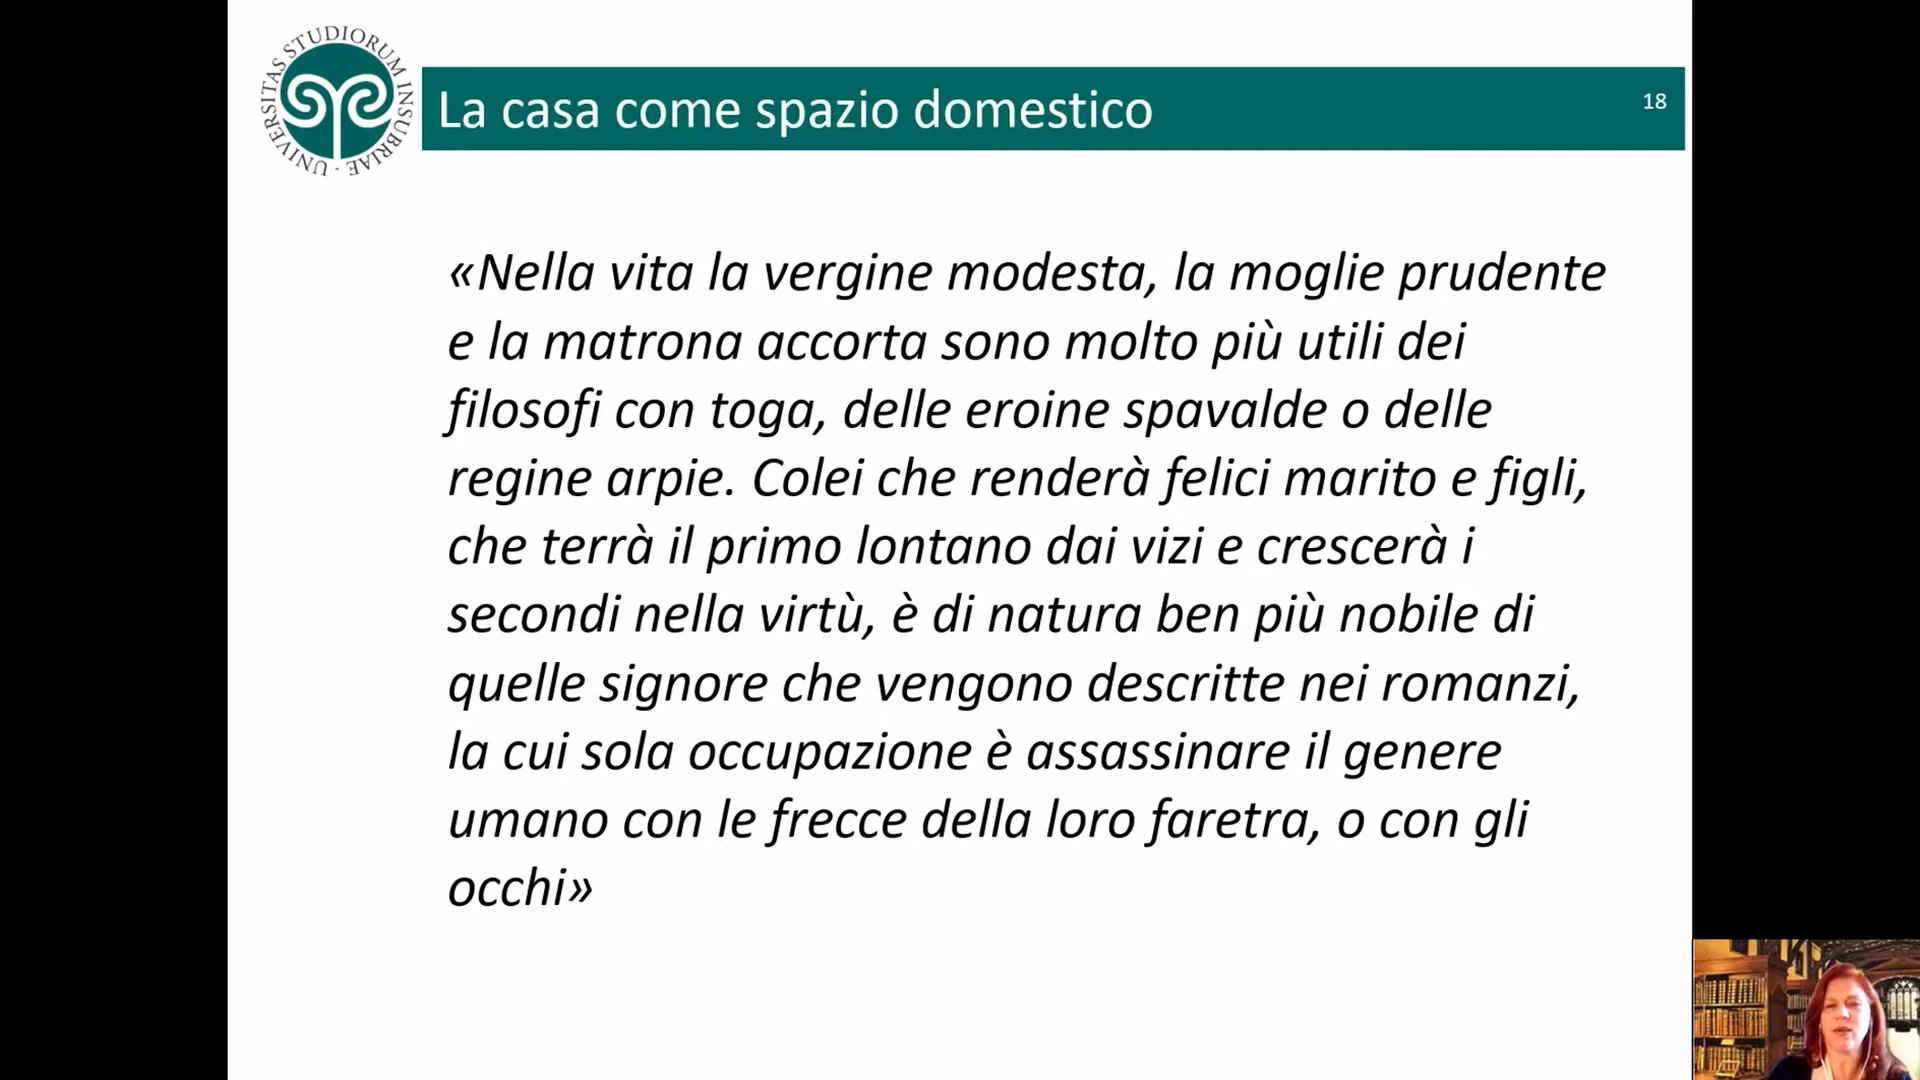 UNIVERSITAS STUDIORUM INSUBRIAE
La casa come spazio domestico
18
«Nella vita la vergine modesta, la moglie prudente
e la matrona accorta sono molto più utili dei
filosofi con toga, delle eroine spavalde o delle
regine arpie. Colei che renderà felici marito e figli,
che terrà il primo lontano dai vizi e crescerà i
secondi nella virtù, è di natura ben più nobile di
quelle signore che vengono descritte nei romanzi,
la cui sola occupazione è assassinare il genere
umano con le frecce della loro faretra, o con gli
occhi»